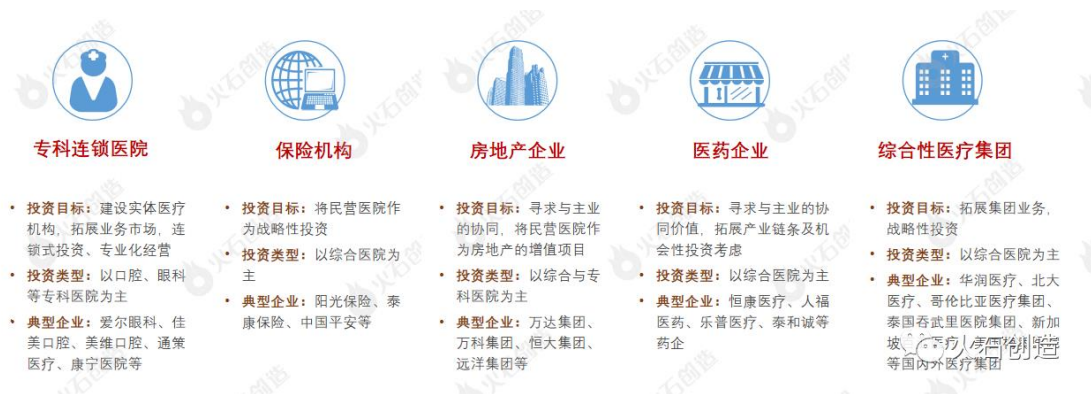 专科连锁医院
• 投资目标：建设实体医疗
机构，拓展业务市场，连
锁式投资、专业化经营
• 投资类型：以口腔、眼科
等专科医院为主
• 典型企业：爱尔眼科、佳
美口腔、美维口腔、通策
医疗、康宁医院等
保险机构
• 投资目标：将民营医院作
为战略性投资
• 投资类型：以综合医院为
主
• 典型企业：阳光保险、泰
康保险、中国平安等
房地产企业
• 投资目标：寻求与主业
的协同，将民营医院作
为房地产的增值项目
• 投资类型：以综合与专
科医院为主
• 典型企业：万达集团、
万科集团、恒大集团、
远洋集团等
医药企业
• 投资目标：寻求与主业的协
同价值，拓展产业链条及机
会性投资考虑
• 投资类型：以综合医院为主
• 典型企业：恒康医疗、人福
医药、乐普医疗、泰和诚等
药企
综合性医疗集团
• 投资目标：拓展集团业务，
战略性投资
• 投资类型：以综合医院为主
• 典型企业：华润医疗、北大
医疗、哥伦比亚医疗集团、
泰国吞武里医院集团、新加
坡
医疗、
等国内外医疗集团
火石创造